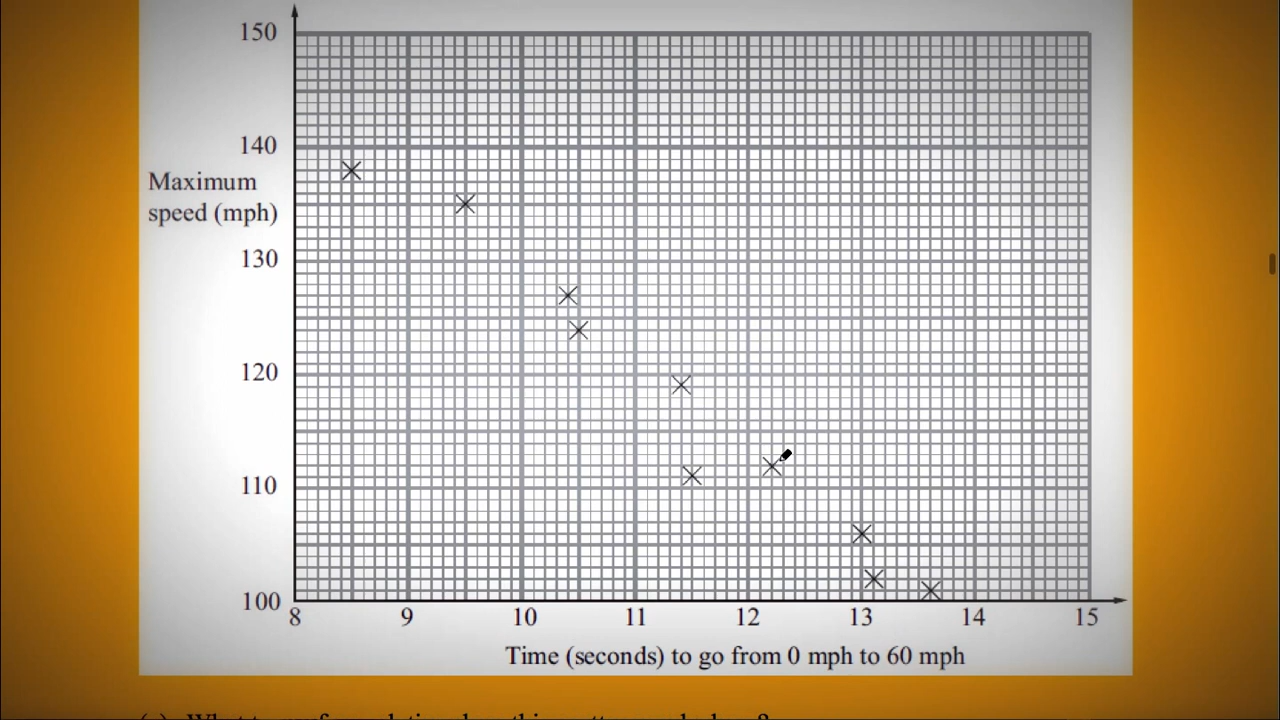 150
140
Maximum
speed (mph)
130
120
110
100
8 9 10 11 12 13 14 15
Time (seconds) to go from 0 mph to 60 mph